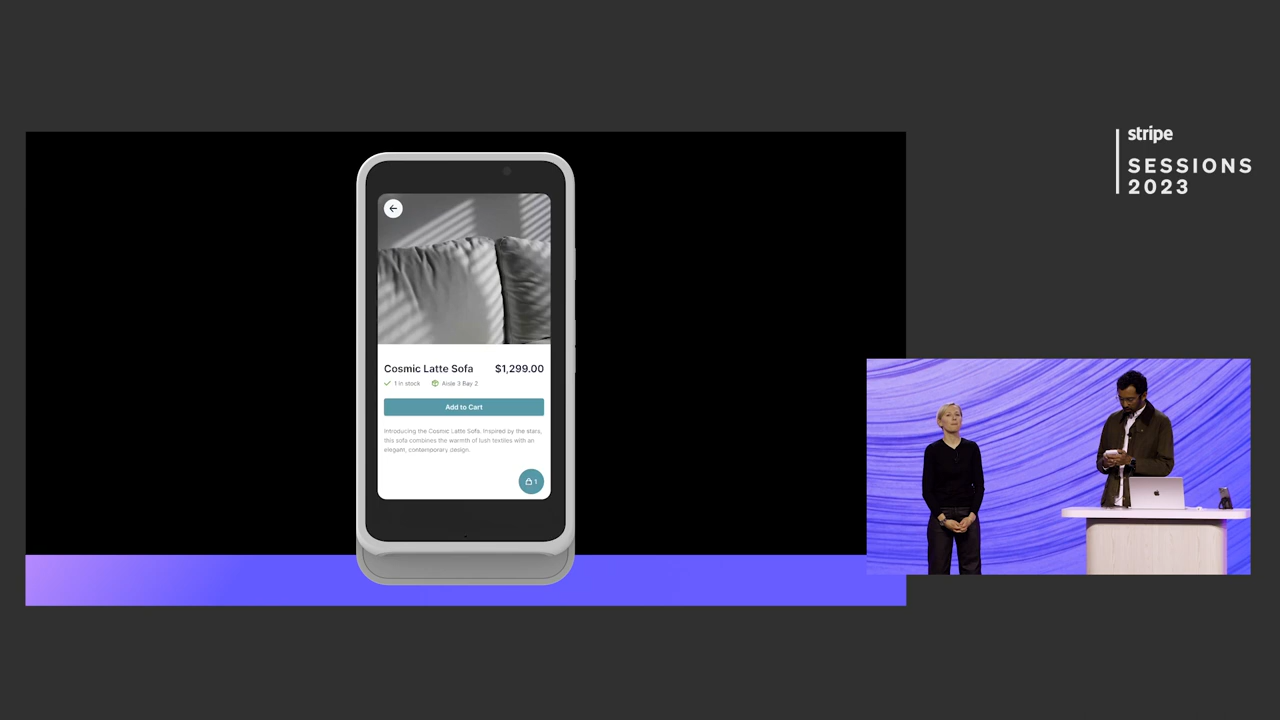 stripe
SESSIONS
2023
Cosmic Latte Sofa $1,299.00
1 in stock Aisle 3 Bay 2
Add to Cart
Introducing the Cosmic Latte Sofa. Inspired by the stars,
this sofa combines the warmth of lush textiles with an
elegant, contemporary design.
1